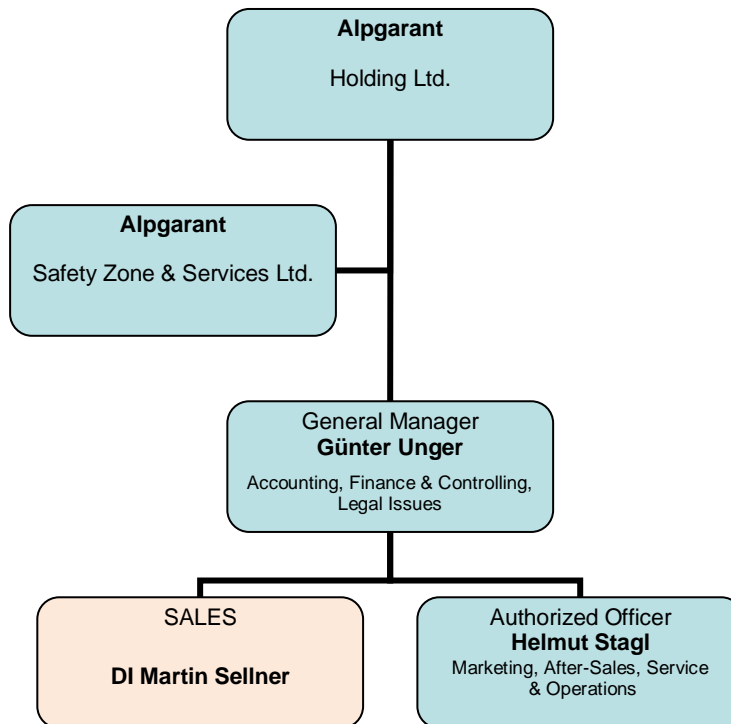 Alpgarant
Holding Ltd.
Alpgarant
Safety Zone & Services Ltd.
General Manager
Günter Unger
Accounting, Finance & Controlling,
Legal Issues
SALES
DI Martin Sellner
Authorized Officer
Helmut Stagl
Marketing, After-Sales, Service
& Operations